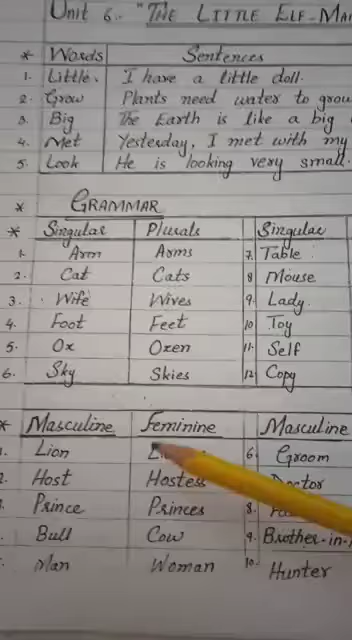 Unit 6. "THE LITTLE ELF-MA
* Words Sentences
1. Little. I have a little doll.
2. Grow Plants need water to grow
3. Big The Earth is like a big
4. Met Yesterday, I met with my
5. Look He is looking very small.
* GRAMMAR
* Singular Plurals Singular
1. Arm Arms 7. Table
2. Cat Cats 8 Mouse
3. Wife Wives 9. Lady
4. Foot Feet 10 Toy
5. Ox Oxen 11. Self
6. Sky Skies 12. Copy
* Masculine Feminine Masculine
1. Lion 6. Groom
2. Host Hostess Doctor
Prince Princes 8.
Bull Cow 9. Brother-in-
Man Woman 10. Hunter